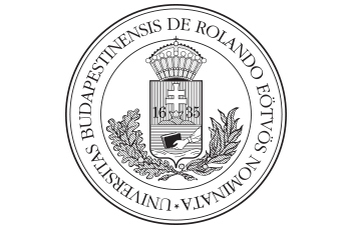 UNIVERSITAS BUDAPESTINENSIS DE ROLANDO EÖTVÖS NOMINATA
16 35